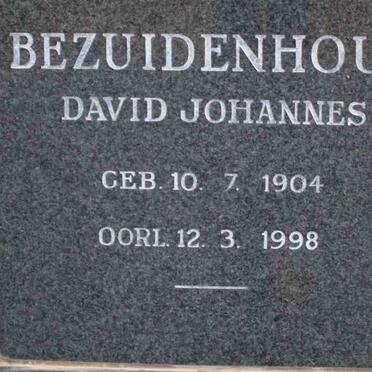 BEZUIDENHOU
DAVID JOHANNES
GEB. 10. 7. 1904
OORL. 12. 3. 1998